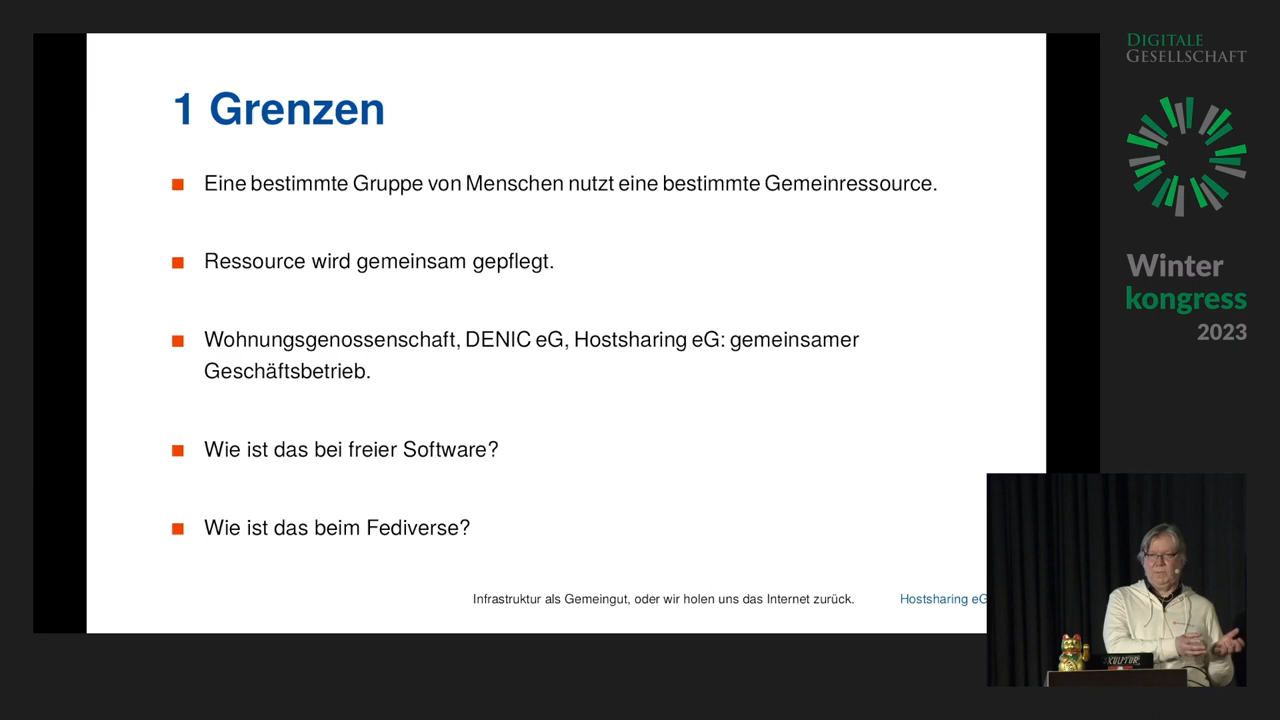 1 Grenzen
Eine bestimmte Gruppe von Menschen nutzt eine bestimmte Gemeinressource.
Ressource wird gemeinsam gepflegt.
Wohnungsgenossenschaft, DENIC eG, Hostsharing eG: gemeinsamer
Geschäftsbetrieb.
Wie ist das bei freier Software?
Wie ist das beim Fediverse?
Infrastruktur als Gemeingut, oder wir holen uns das Internet zurück.
Hostsharing eG
DIGITALE
GESELLSCHAFT
Winter
kongress
2023
SKULPTUR